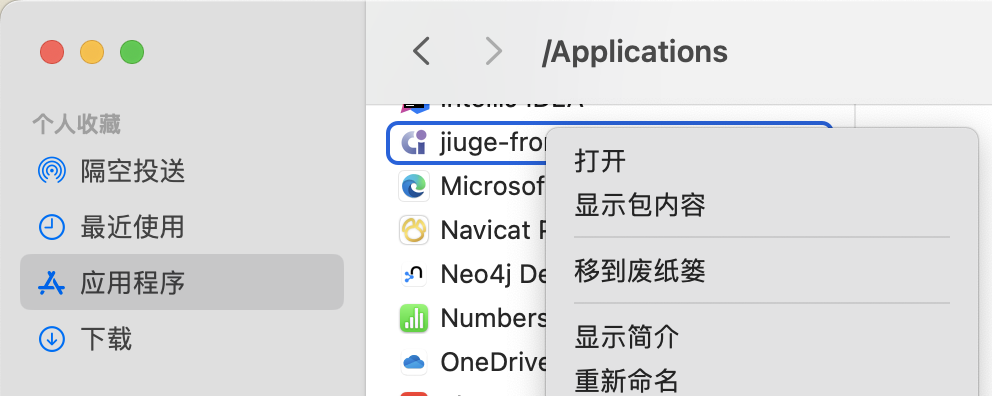 /Applications
个人收藏
隔空投送
最近使用
应用程序
下载
IntelliJ IDEA
jiuge-fro
Microsof
Navicat P
Neo4j De
Numbers
OneDrive
打开
显示包内容
移到废纸篓
显示简介
重新命名